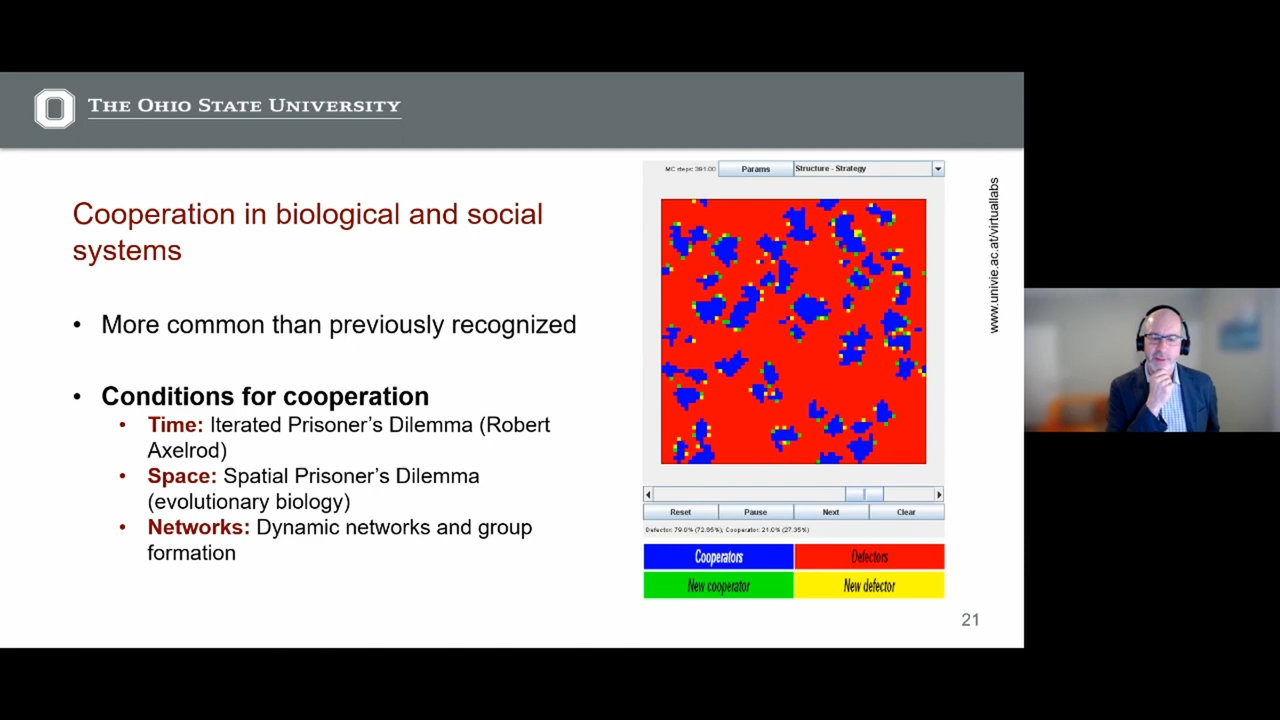 THE OHIO STATE UNIVERSITY
Cooperation in biological and social
systems
• More common than previously recognized
• Conditions for cooperation
• Time: Iterated Prisoner's Dilemma (Robert
Axelrod)
• Space: Spatial Prisoner's Dilemma
(evolutionary biology)
• Networks: Dynamic networks and group
formation
MC steps: 391.00
Params
Structure - Strategy
www.univie.ac.at/virtuallabs
Reset
Pause
Next
Clear
Defector: 79.0% (72.65%), Cooperator: 21.0% (27.35%)
Cooperators
Defectors
New cooperator
New defector
21